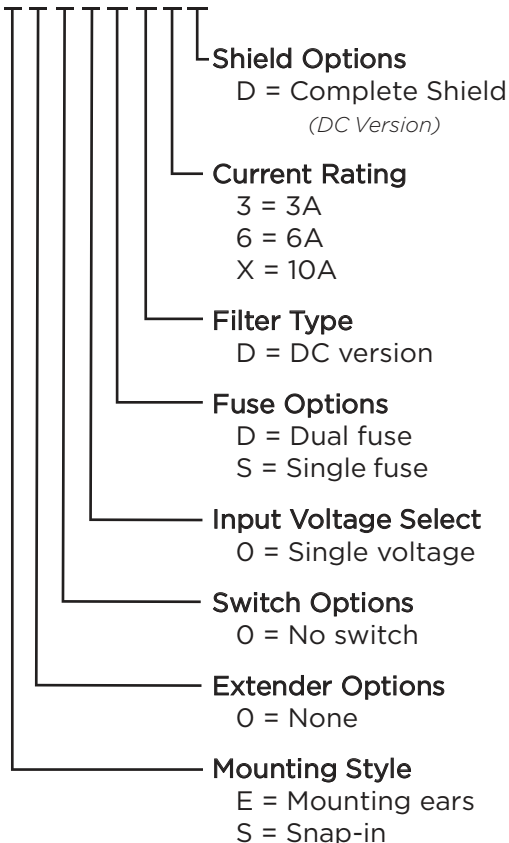 Shield Options
D = Complete Shield
(DC Version)
Current Rating
3 = 3A
6 = 6A
X = 10A
Filter Type
D = DC version
Fuse Options
D = Dual fuse
S = Single fuse
Input Voltage Select
0 = Single voltage
Switch Options
0 = No switch
Extender Options
0 = None
Mounting Style
E = Mounting ears
S = Snap-in